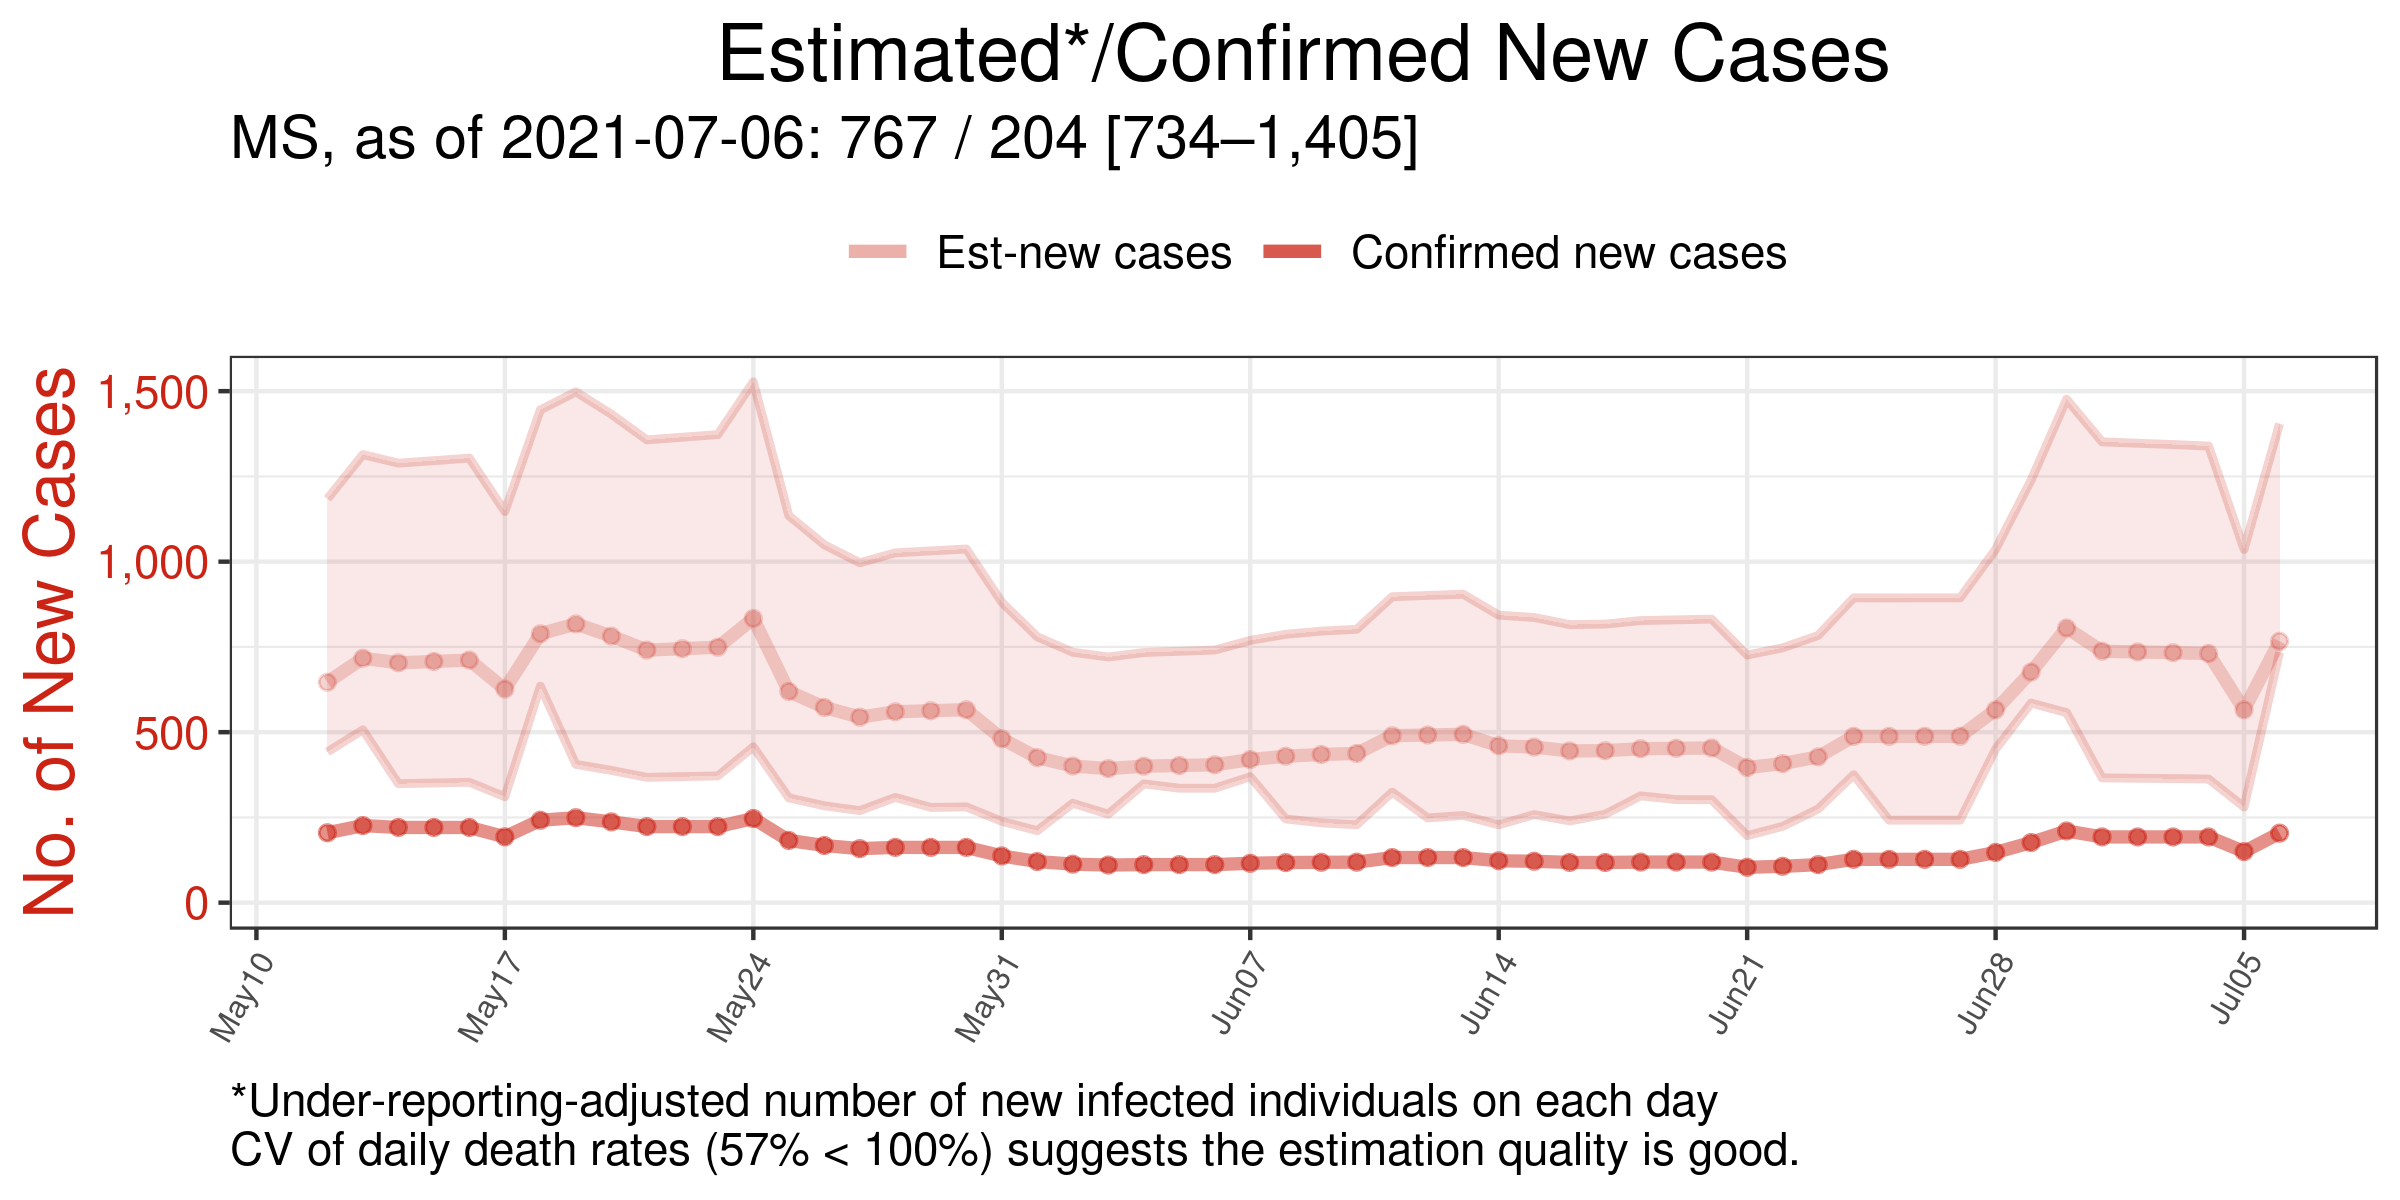 Estimated*/Confirmed New Cases
MS, as of 2021-07-06: 767 / 204 [734–1,405]
Est-new cases
Confirmed new cases
No. of New Cases
1,500
1,000
500
0
May10
May17
May24
May31
Jun07
Jun14
Jun21
Jun28
Jul05
*Under-reporting-adjusted number of new infected individuals on each day
CV of daily death rates (57% < 100%) suggests the estimation quality is good.